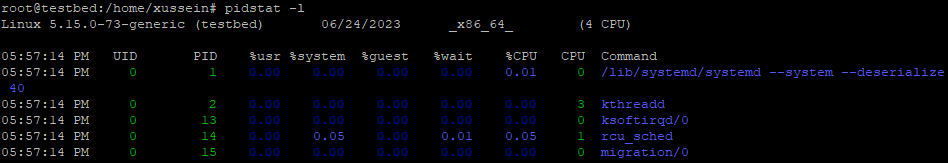 root@testbed:/home/xussein# pidstat -l
Linux 5.15.0-73-generic (testbed) 06/24/2023 _x86_64_ (4 CPU)
05:57:14 PM UID PID %usr %system %guest %wait %CPU CPU Command
05:57:14 PM 0 1 0.00 0.00 0.00 0.00 0.01 0 /lib/systemd/systemd --system --deserialize
40
05:57:14 PM 0 2 0.00 0.00 0.00 0.00 0.00 3 kthreadd
05:57:14 PM 0 13 0.00 0.00 0.00 0.00 0.00 0 ksoftirqd/0
05:57:14 PM 0 14 0.00 0.05 0.00 0.01 0.05 1 rcu_sched
05:57:14 PM 0 15 0.00 0.00 0.00 0.00 0.00 0 migration/0